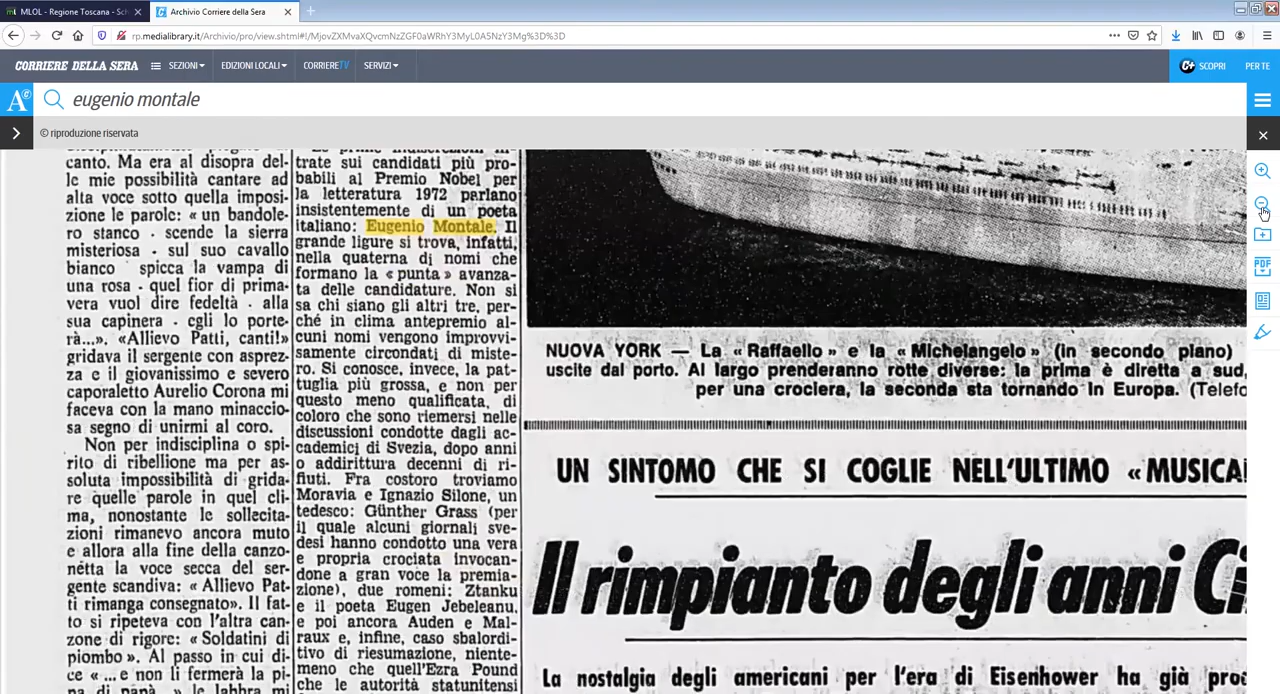 MLOL - Regione Toscana - Sch
Archivio Corriere della Sera
rp.medialibrary.it/Archivio/pro/view.shtml#!/MjovZXMvaXQvcmNzZGF0aWRhY3MyL0A5NzY3Mg%3D%3D
CORRIERE DELLA SERA
SEZIONI
EDIZIONI LOCALI
CORRIERETV
SERVIZI
C+ SCOPRI
PER TE
eugenio montale
© riproduzione riservata
PDF
canto. Ma era al disopra del-
le mie possibilità cantare ad
alta voce sotto quella imposi-
zione le parole: « un bandole-
ro stanco - scende la sierra
misteriosa - sul suo cavallo
bianco - spicca la vampa di
una rosa - quel fior di prima-
vera vuol dire fedeltà - alla
sua capinera - egli lo porte-
rà...». «Allievo Patti, canti!»
gridava il sergente con asprez-
za e il giovanissimo e severo
caporaletto Aurelio Corona mi
faceva con la mano minaccio-
sa segno di unirmi al coro.
Non per indisciplina o spi-
rito di ribellione ma per as-
soluta impossibilità di grida-
re quelle parole in quel cli-
ma, nonostante le sollecita-
zioni rimanevo ancora muto
e allora alla fine della canzo-
nétta la voce secca del ser-
gente scandiva: « Allievo Pat-
ti rimanga consegnato». Il fat-
to si ripeteva con l'altra can-
zone di rigore: « Soldatini di
piombo ». Al passo in cui di-
ce « ...e non li fermerà la pi-
trate sui candidati più pro-
babili al Premio Nobel per
la letteratura 1972 parlano
insistentemente di un poeta
italiano: Eugenio Montale. Il
grande ligure si trova, infatti,
nella quaterna di nomi che
formano la « punta » avanza-
ta delle candidature. Non si
sa chi siano gli altri tre, per-
ché in clima antepremio al-
cuni nomi vengono improvvi-
samente circondati di miste-
ro. Si conosce, invece, la pat-
tuglia più grossa, e non per
questo meno qualificata, di
coloro che sono riemersi nelle
discussioni condotte dagli ac-
cademici di Svezia, dopo anni
o addirittura decenni di ri-
fiuti. Fra costoro troviamo
Moravia e Ignazio Silone, un
tedesco: Günther Grass (per
il quale alcuni giornali sve-
desi hanno condotto una vera
e propria crociata invocan-
done a gran voce la premia-
zione), due romeni: Ztanku
e il poeta Eugen Jebeleanu,
e poi ancora Auden e Mal-
raux e, infine, caso sbalordi-
tivo di riesumazione, niente-
meno che quell'Ezra Pound
che le autorità statunitensi
NUOVA YORK — La « Raffaello » e la « Michelangelo » (in secondo piano)
uscite dal porto. Al largo prenderanno rotte diverse: la prima è diretta a sud,
per una crociera, la seconda sta tornando in Europa. (Telefo
UN SINTOMO CHE SI COGLIE NELL'ULTIMO «MUSICA
Il rimpianto degli anni Ci
La nostalgia degli americani per l'era di Eisenhower ha già pro